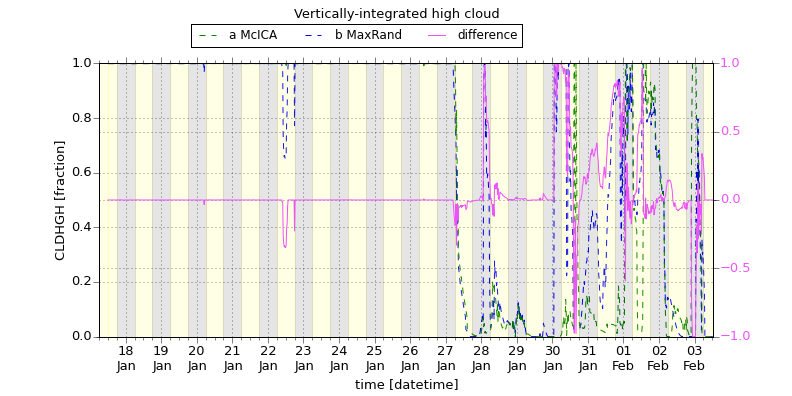 Vertically-integrated high cloud
a McICA b MaxRand difference
1.0 1.0
0.8
0.5
0.6
0.0
0.4
−0.5
0.2
0.0 −1.0
CLDHGH [fraction]
18 19 20 21 22 23 24 25 26 27 28 29 30 31 01 02 03
Jan Jan Jan Jan Jan Jan Jan Jan Jan Jan Jan Jan Jan Jan Feb Feb Feb
time [datetime]